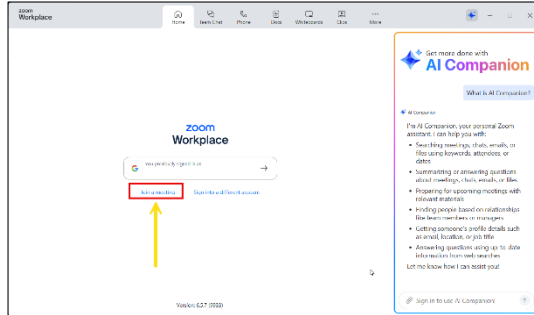 zoom
Workplace
Home
Team Chat
Phone
Docs
Whiteboards
Clips
More
Get more done with
AI Companion
What is AI Companion?
AI Companion
I'm AI Companion, your personal Zoom
assistant. I can help you with:
• Searching meetings, chats, emails, or
files using keywords, attendees, or
dates
• Summarizing or answering questions
about meetings, chats, emails, or files
• Preparing for upcoming meetings with
relevant materials
• Finding people based on relationships
like team members or managers
• Getting someone's profile details such
as email, location, or job title
• Answering questions using up to date
information from web searches
Let me know how I can assist you!
Sign in to use AI Companion
zoom
Workplace
You previously signed in as
Join a meeting
Sign into a different account
Version: 6.5.7